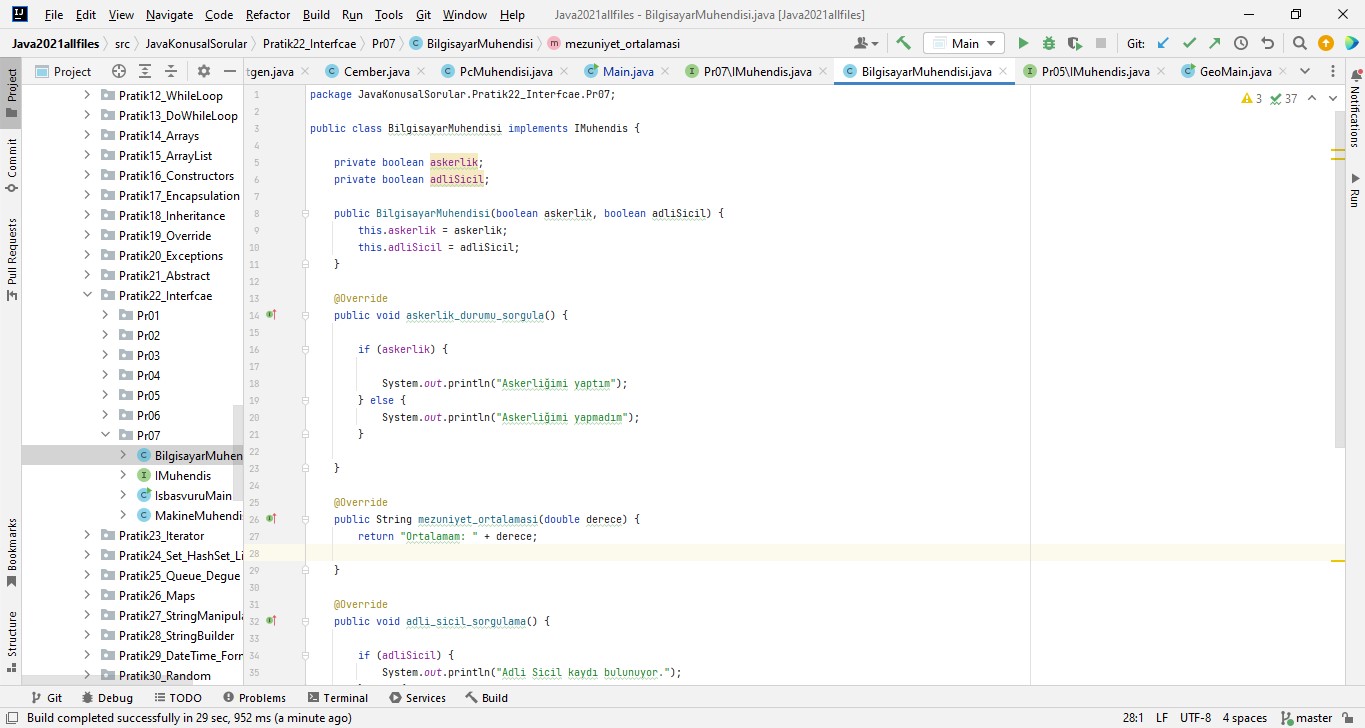 File Edit View Navigate Code Refactor Build Run Tools Git Window Help Java2021allfiles - BilgisayarMuhendisi.java [Java2021allfiles]
Java2021allfiles src JavaKonusalSorular Pratik22_Interfcae Pr07 BilgisayarMuhendisi mezuniyet_ortalamasi Main Git:
Project tgen.java Cember.java PcMuhendisi.java Main.java Pr07\IMuhendis.java BilgisayarMuhendisi.java Pr05\IMuhendis.java GeoMain.java
Project
Commit
Pull Requests
Bookmarks
Structure
Pratik12_WhileLoop
Pratik13_DoWhileLoop
Pratik14_Arrays
Pratik15_ArrayList
Pratik16_Constructors
Pratik17_Encapsulation
Pratik18_Inheritance
Pratik19_Override
Pratik20_Exceptions
Pratik21_Abstract
Pratik22_Interfcae
Pr01
Pr02
Pr03
Pr04
Pr05
Pr06
Pr07
BilgisayarMuhen
IMuhendis
IsbasvuruMain
MakineMuhendi
Pratik23_Iterator
Pratik24_Set_HashSet_Li
Pratik25_Queue_Degue
Pratik26_Maps
Pratik27_StringManipula
Pratik28_StringBuilder
Pratik29_DateTime_Forr
Pratik30_Random
1 package JavaKonusalSorular.Pratik22_Interfcae.Pr07;
2
3 public class BilgisayarMuhendisi implements IMuhendis {
4
5 private boolean askerlik;
6 private boolean adliSicil;
7
8 public BilgisayarMuhendisi(boolean askerlik, boolean adliSicil) {
9 this.askerlik = askerlik;
10 this.adliSicil = adliSicil;
11 }
12
13 @Override
14 public void askerlik_durumu_sorgula() {
15
16 if (askerlik) {
17
18 System.out.println("Askerliğimi yaptım");
19 } else {
20 System.out.println("Askerliğimi yapmadım");
21 }
22
23 }
24
25 @Override
26 public String mezuniyet_ortalamasi(double derece) {
27 return "Ortalamam: " + derece;
28
29 }
30
31 @Override
32 public void adli_sicil_sorgulama() {
33
34 if (adliSicil) {
35 System.out.println("Adli Sicil kaydı bulunuyor.");
3 37
Notifications
Run
Git Debug TODO Problems Terminal Services Build
Build completed successfully in 29 sec, 952 ms (a minute ago) 28:1 LF UTF-8 4 spaces master